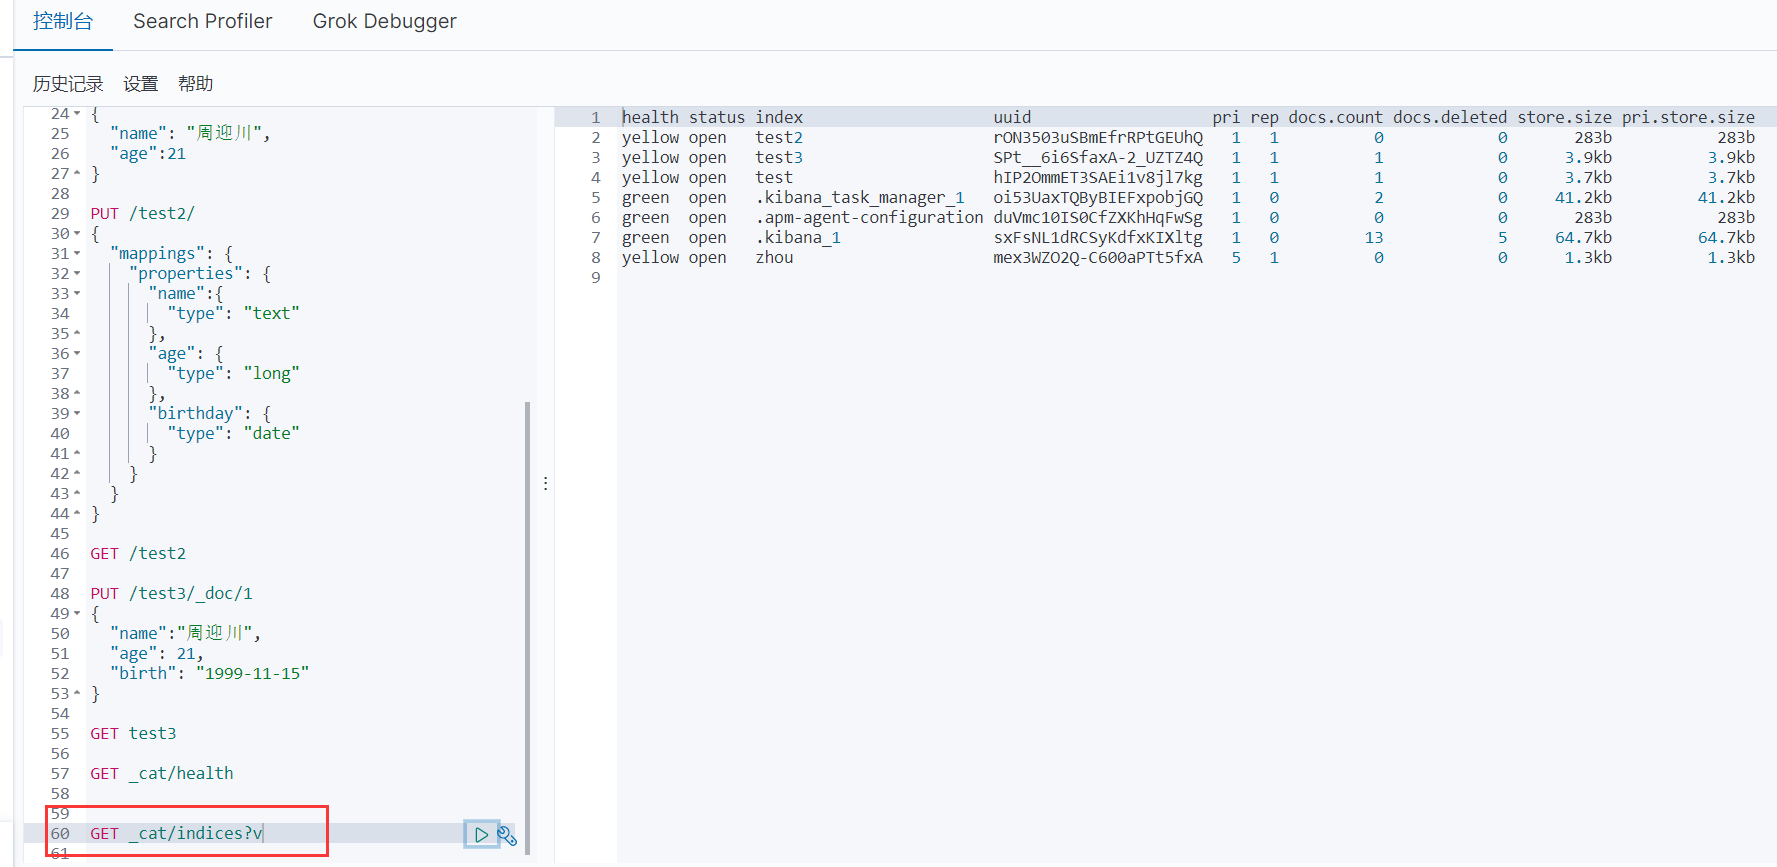 控制台 Search Profiler Grok Debugger
历史记录 设置 帮助
24 {
25 "name": "周迎川",
26 "age":21
27 }
28
29 PUT /test2/
30 {
31 "mappings": {
32 "properties": {
33 "name":{
34 "type": "text"
35 },
36 "age": {
37 "type": "long"
38 },
39 "birthday": {
40 "type": "date"
41 }
42 }
43 }
44 }
45
46 GET /test2
47
48 PUT /test3/_doc/1
49 {
50 "name":"周迎川",
51 "age": 21,
52 "birth": "1999-11-15"
53 }
54
55 GET test3
56
57 GET _cat/health
58
59
60 GET _cat/indices?v
61
1 health status index uuid pri rep docs.count docs.deleted store.size pri.store.size
2 yellow open test2 rON3503uSBmEfrRPtGEUhQ 1 1 0 0 283b 283b
3 yellow open test3 SPt__6i6SfaxA-2_UZTZ4Q 1 1 1 0 3.9kb 3.9kb
4 yellow open test hIP2OmmET3SAEi1v8jl7kg 1 1 1 0 3.7kb 3.7kb
5 green open .kibana_task_manager_1 oi53UaxTQByBIEFxpobjGQ 1 0 2 0 41.2kb 41.2kb
6 green open .apm-agent-configuration duVmc10IS0CfZXKhHqFwSg 1 0 0 0 283b 283b
7 green open .kibana_1 sxFsNL1dRCSyKdfxKIXltg 1 0 13 5 64.7kb 64.7kb
8 yellow open zhou mex3WZO2Q-C600aPTt5fxA 5 1 0 0 1.3kb 1.3kb
9